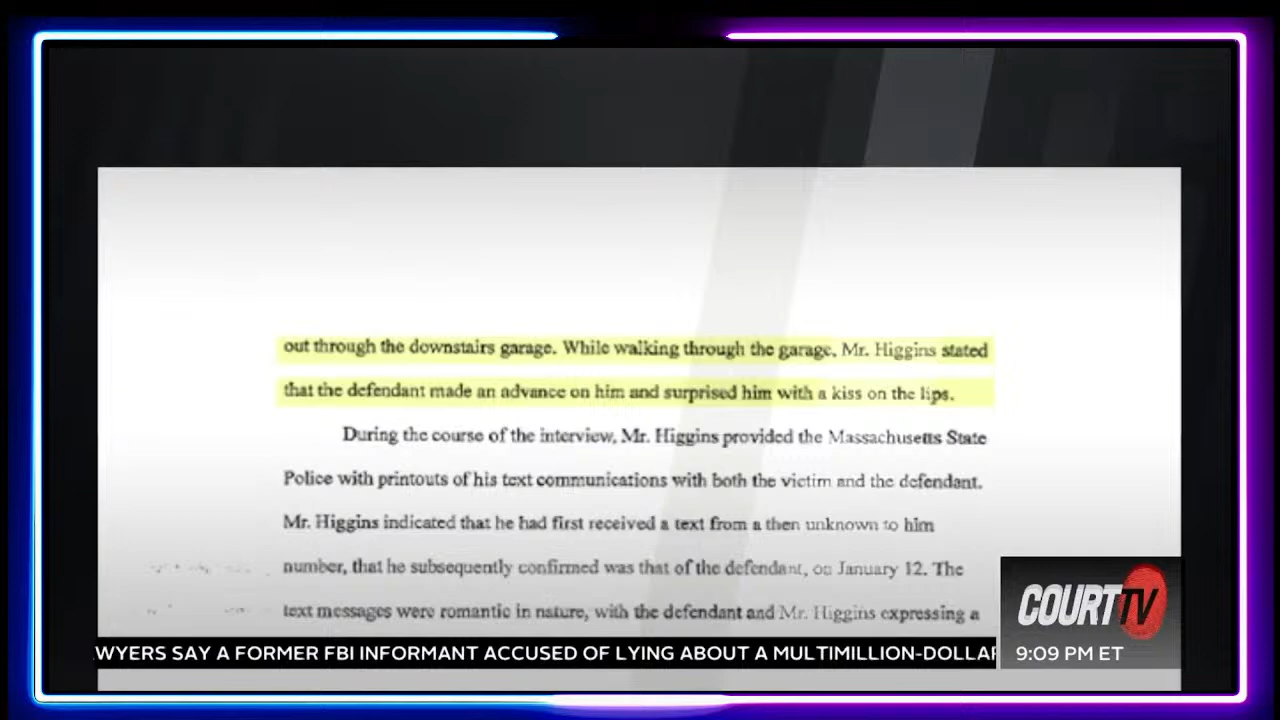 out through the downstairs garage. While walking through the garage, Mr. Higgins stated
that the defendant made an advance on him and surprised him with a kiss on the lips.
During the course of the interview, Mr. Higgins provided the Massachusetts State
Police with printouts of his text communications with both the victim and the defendant.
Mr. Higgins indicated that he had first received a text from a then unknown to him
number, that he subsequently confirmed was that of the defendant, on January 12. The
text messages were romantic in nature, with the defendant and Mr. Higgins expressing a
COURT TV
WYERS SAY A FORMER FBI INFORMANT ACCUSED OF LYING ABOUT A MULTIMILLION-DOLLAR
9:09 PM ET